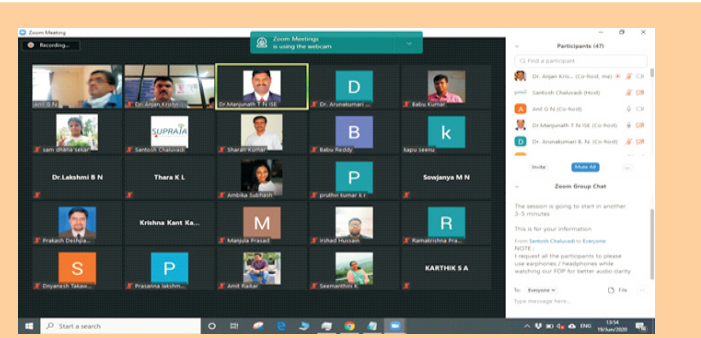 Zoom Meeting
Recording...
Zoom Meetings
is using the webcam
Participants (47)
Find a participant
Dr. Anjan Kris... (Co-host, me)
Santosh Chaluvadi (Host)
A Anil G N (Co-host)
Dr.Manjunath T N ISE (Co-host)
D Dr. Arunakumari B. N. (Co-host)
Invite
Mute All
...
Zoom Group Chat
The session is going to start in another
3-5 minutes
This is for your information
From Santosh Chaluvadi to Everyone
NOTE :
I request all the participants to please
use earphones / headphones while
watching our FDP for better audio clarity
To: Everyone
File
...
Type message here...
Anil G N
Dr. Anjan Krishn...
Dr.Manjunath T N ISE
D
Dr. Arunakumari ...
Babu Kumar
sam dhana sekar
SUPRAJA
Santosh Chaluvadi
Sharan Kumar
B
Babu Reddy
k
kapu seenu
Dr.Lakshmi B N
Thara K L
Ambika Subhash
P
pruthvi kumar k r
Sowjanya M N
Prakash Deshpa...
Krishna Kant Ka...
M
Manjula Prasad
Irshad Hussain
R
Ramakrishna Pra...
S
Dnyanesh Takaw...
P
Prasanna lakshm...
Amit Raikar
Seemanthini K
KARTHIK S A
Start a search
ENG
13:54
19/Jun/2020